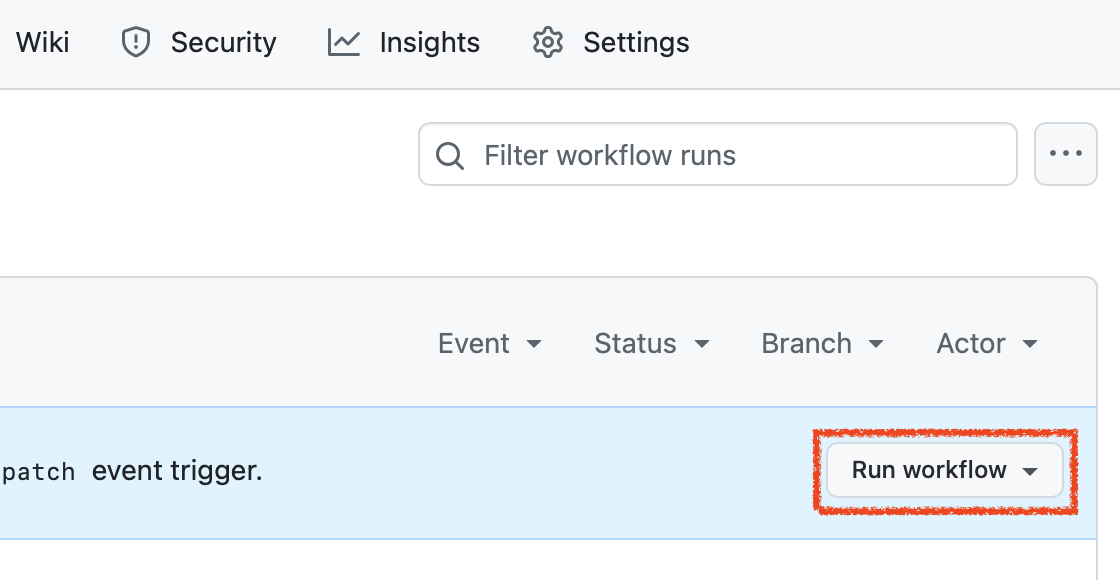 Wiki Security Insights Settings
Filter workflow runs
Event Status Branch Actor
patch event trigger.
Run workflow